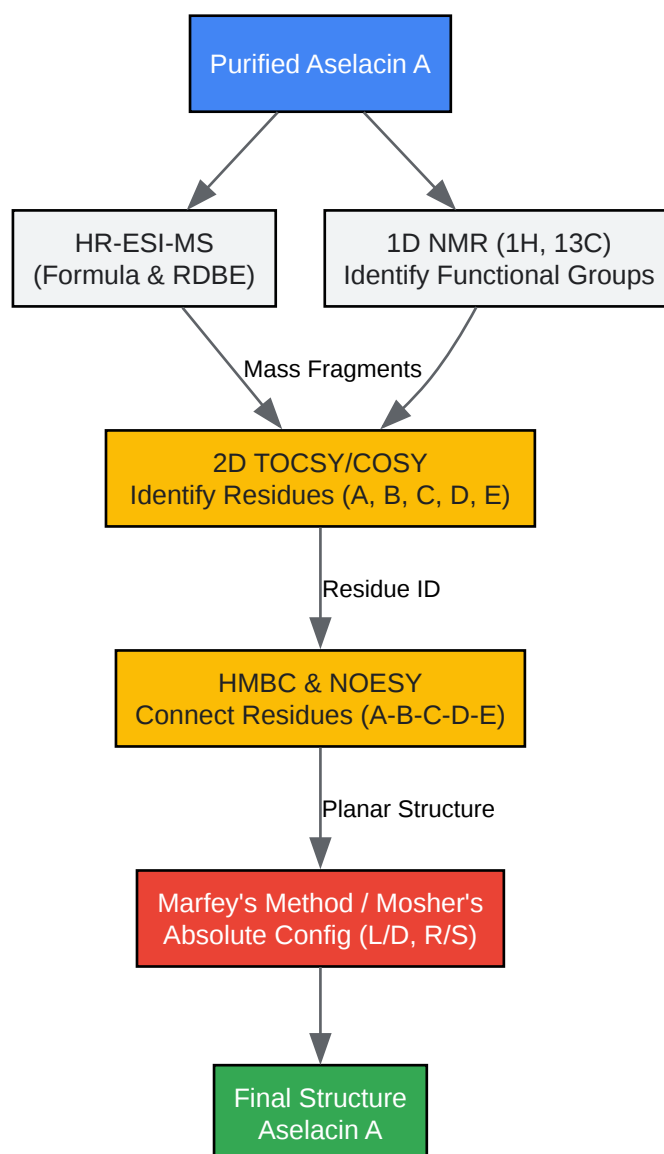 Purified Aselacin A
HR-ESI-MS
(Formula & RDBE)
1D NMR (1H, 13C)
Identify Functional Groups
Mass Fragments
2D TOCSY/COSY
Identify Residues (A, B, C, D, E)
Residue ID
HMBC & NOESY
Connect Residues (A-B-C-D-E)
Planar Structure
Marfey's Method / Mosher's
Absolute Config (L/D, R/S)
Final Structure
Aselacin A